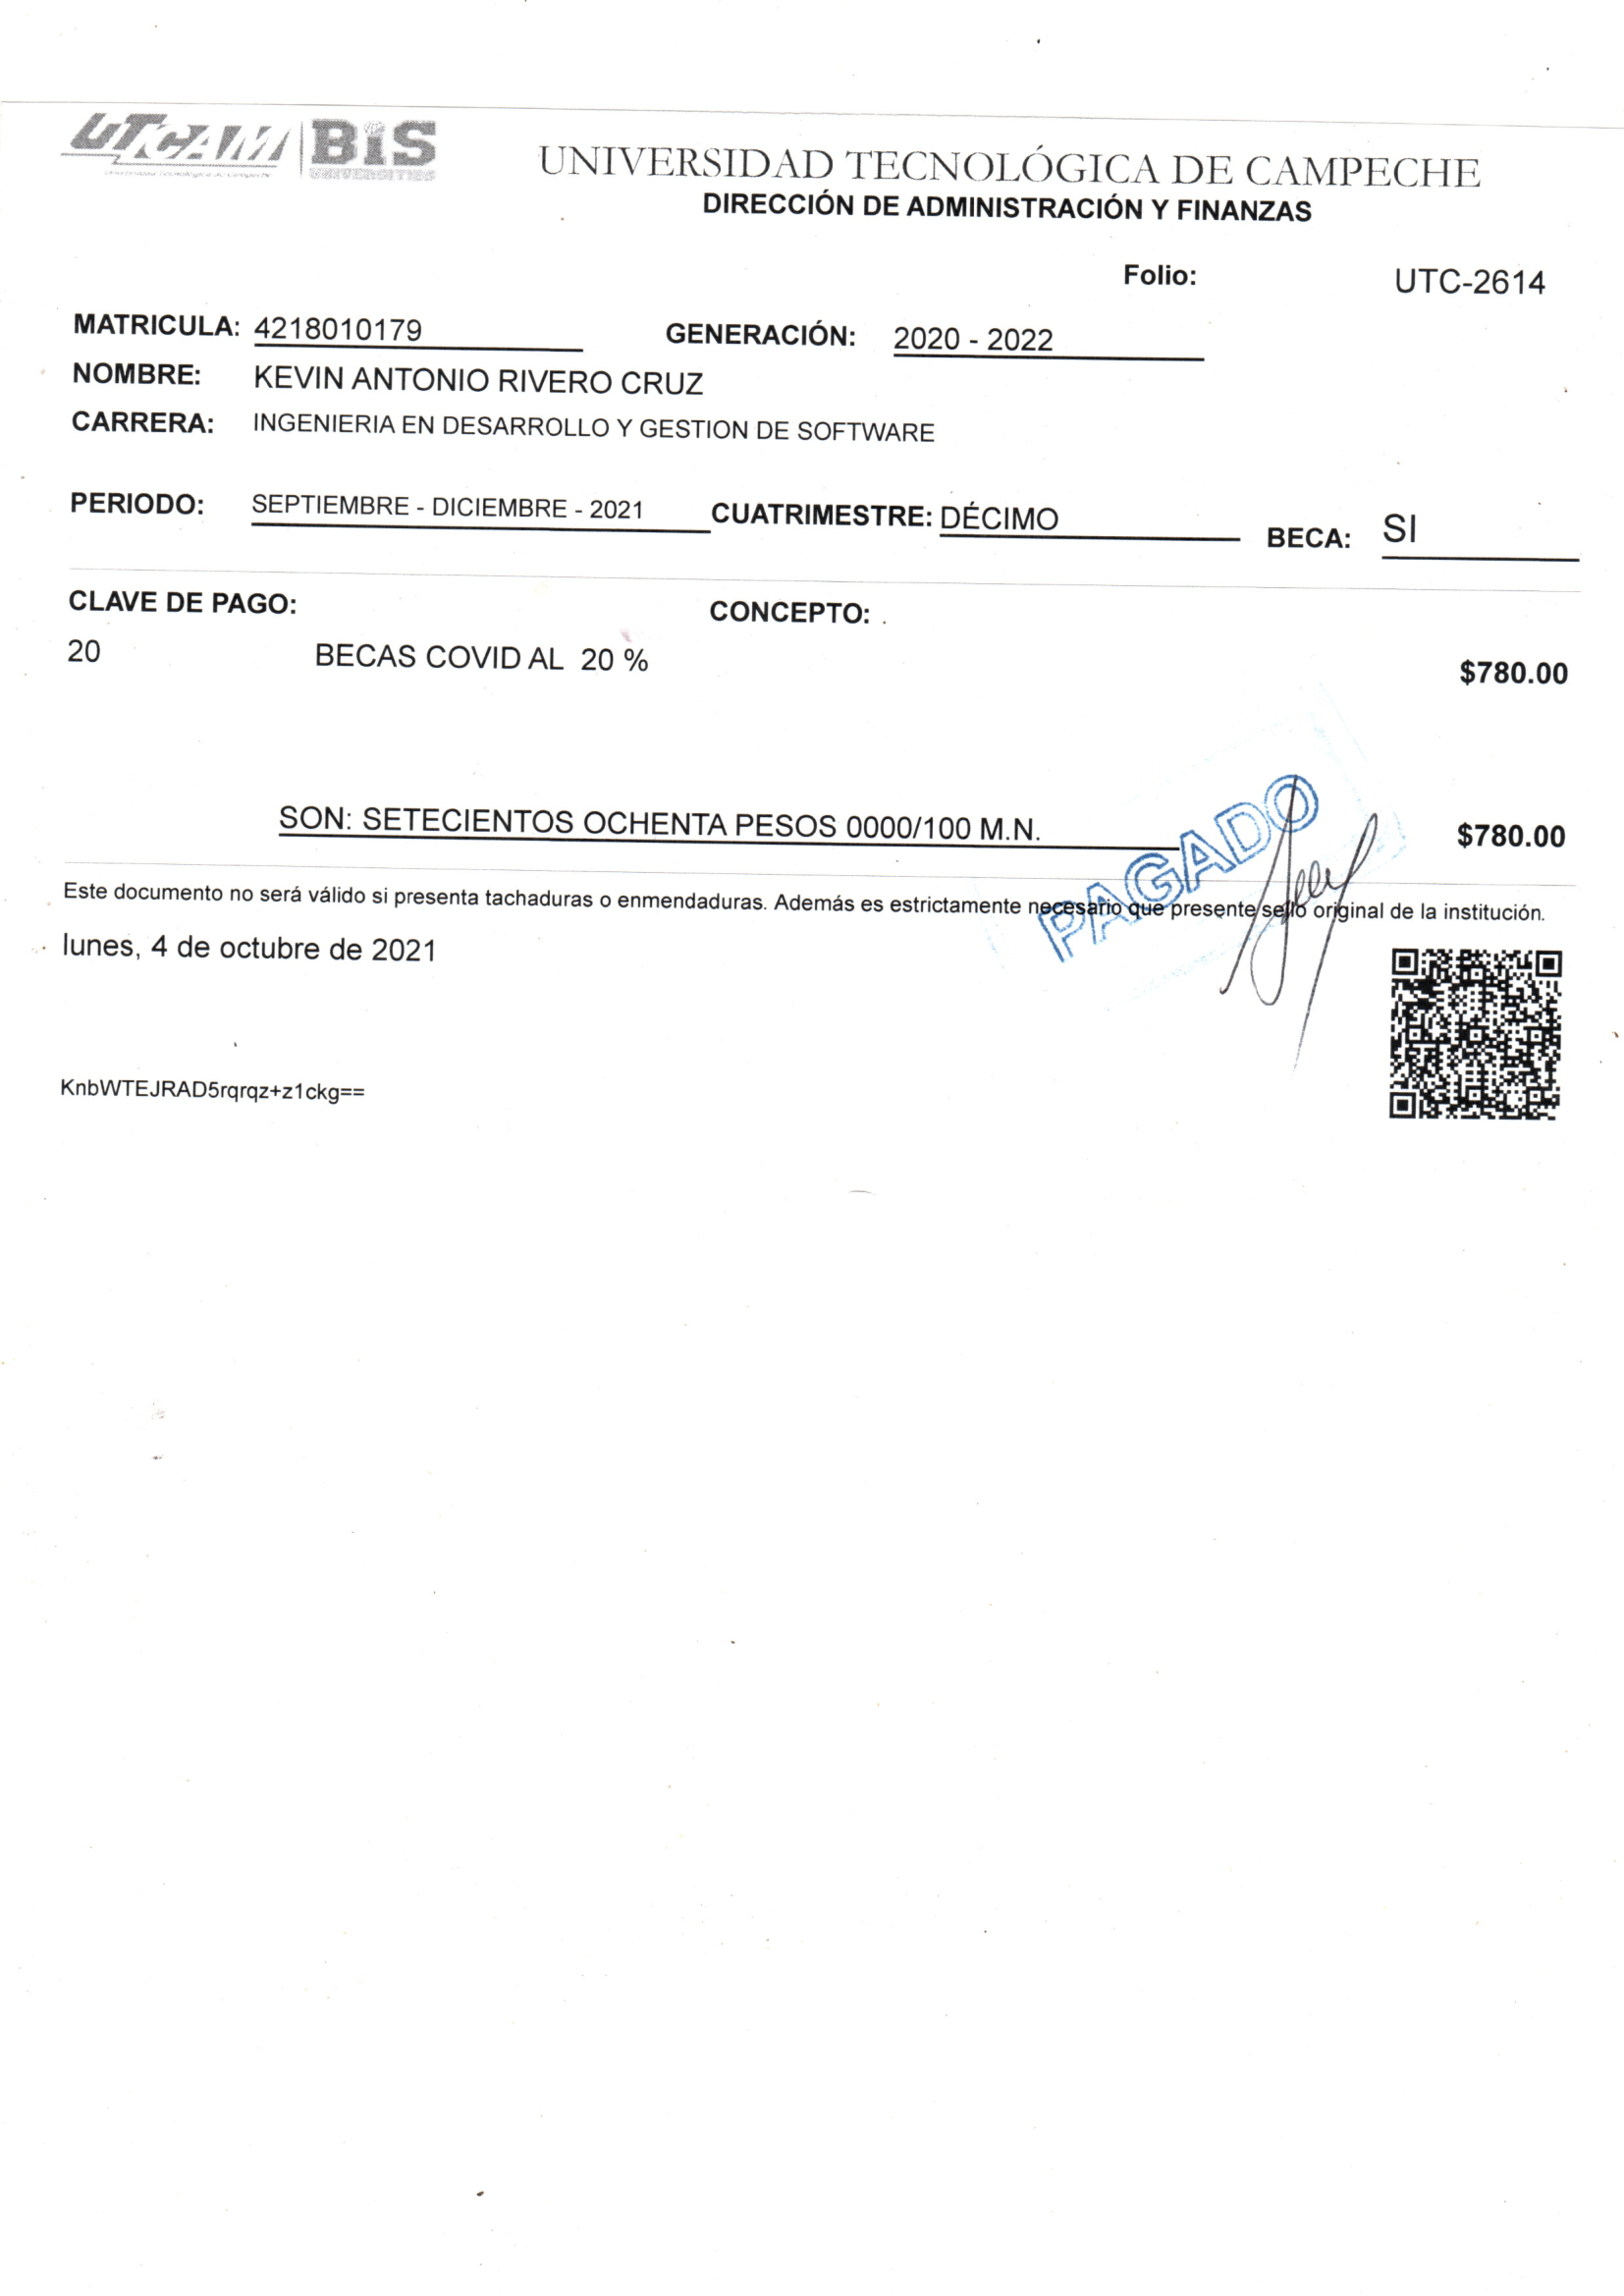 UTCAM BiS
Universidad Tecnológica de Campeche UNIVERSITIES
UNIVERSIDAD TECNOLÓGICA DE CAMPECHE
DIRECCIÓN DE ADMINISTRACIÓN Y FINANZAS
Folio: UTC-2614
MATRICULA: 4218010179 GENERACIÓN: 2020 - 2022
NOMBRE: KEVIN ANTONIO RIVERO CRUZ
CARRERA: INGENIERIA EN DESARROLLO Y GESTION DE SOFTWARE
PERIODO: SEPTIEMBRE - DICIEMBRE - 2021 CUATRIMESTRE: DÉCIMO BECA: SI
CLAVE DE PAGO: CONCEPTO: .
20 BECAS COVID AL 20 % $780.00
SON: SETECIENTOS OCHENTA PESOS 0000/100 M.N. $780.00
PAGADO
Este documento no será válido si presenta tachaduras o enmendaduras. Además es estrictamente necesario que presente sello original de la institución.
lunes, 4 de octubre de 2021
KnbWTEJRAD5rqrqz+z1ckg==